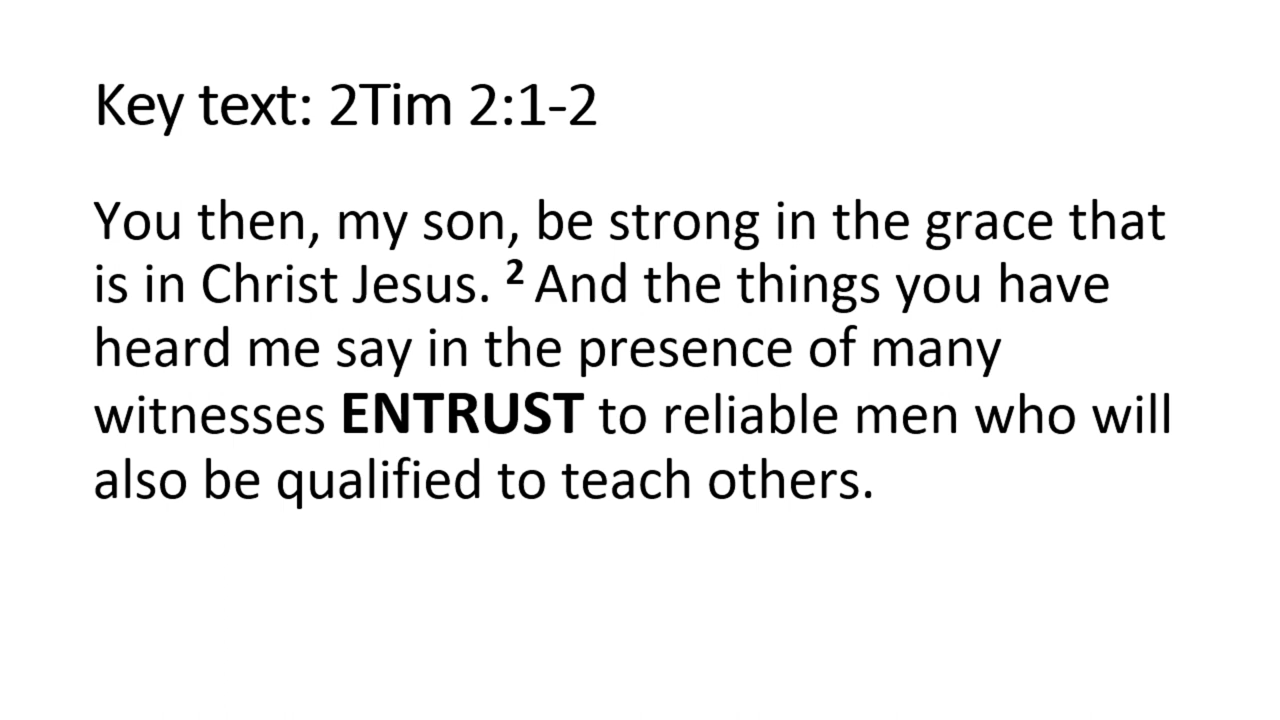 Key text: 2Tim 2:1-2
You then, my son, be strong in the grace that
is in Christ Jesus. 2 And the things you have
heard me say in the presence of many
witnesses ENTRUST to reliable men who will
also be qualified to teach others.